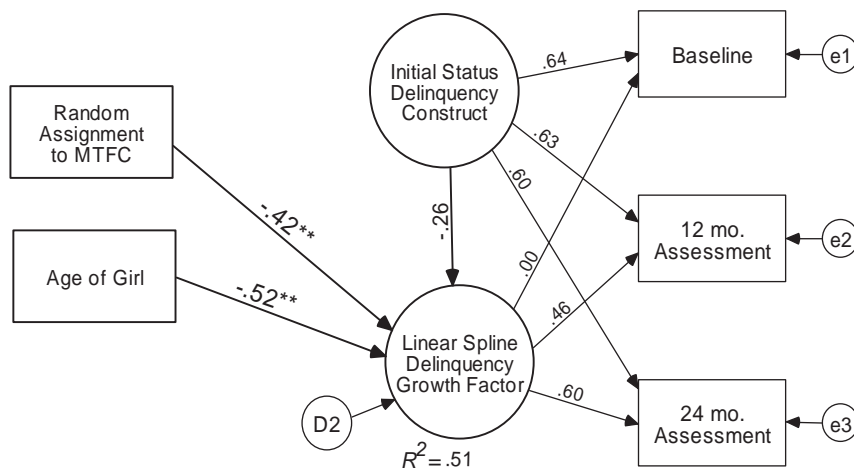 Random
Assignment
to MTFC
Age of Girl
Initial Status
Delinquency
Construct
Linear Spline
Delinquency
Growth Factor
D2
R² = .51
-.42**
-.52**
-.26
.64
.63
.60
.00
.46
.60
Baseline
12 mo.
Assessment
24 mo.
Assessment
e1
e2
e3